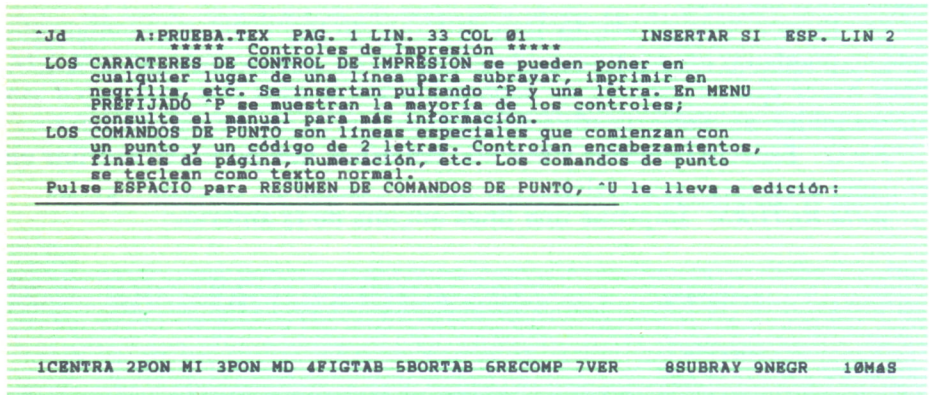 ^Jd A:PRUEBA.TEX PAG. 1 LIN. 33 COL 01 INSERTAR SI ESP. LIN 2
***** Controles de Impresión *****
LOS CARACTERES DE CONTROL DE IMPRESION se pueden poner en
cualquier lugar de una línea para subrayar, imprimir en
negrilla, etc. Se insertan pulsando ^P y una letra. En MENU
PREFIJADO ^P se muestran la mayoría de los controles;
consulte el manual para más información.
LOS COMANDOS DE PUNTO son líneas especiales que comienzan con
un punto y un código de 2 letras. Controlan encabezamientos,
finales de página, numeración, etc. Los comandos de punto
se teclean como texto normal.
Pulse ESPACIO para RESUMEN DE COMANDOS DE PUNTO, ^U le lleva a edición:
1CENTRA 2PON MI 3PON MD 4FIGTAB 5BORTAB 6RECOMP 7VER 8SUBRAY 9NEGR 10MáS